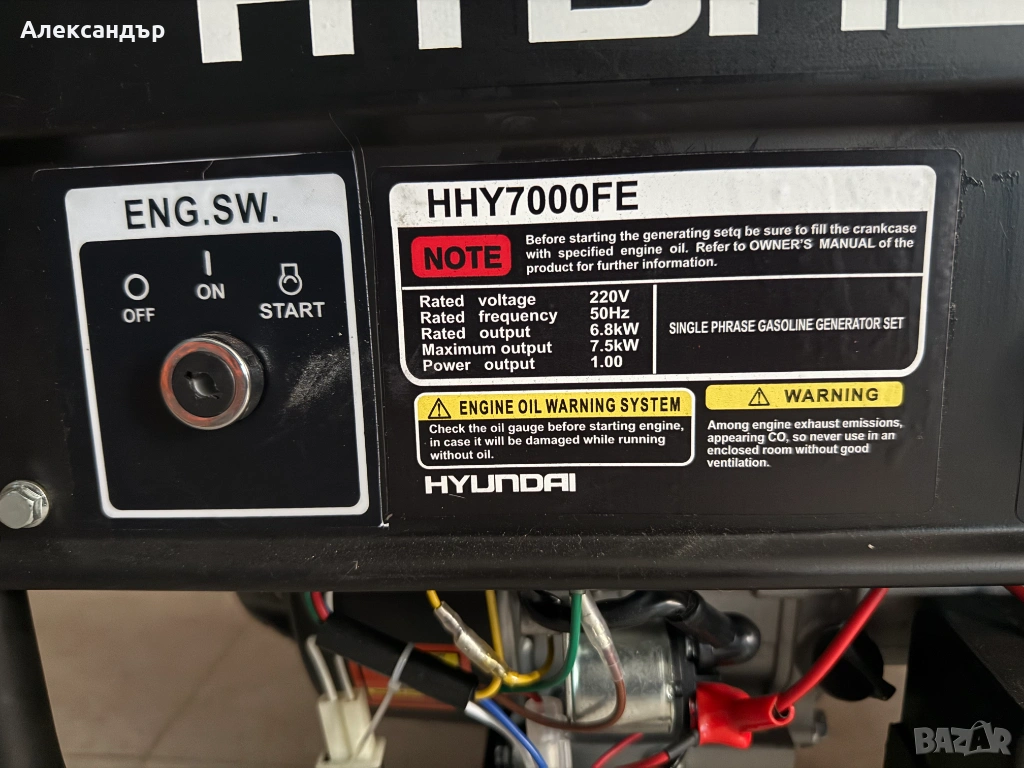 Александър
ENG.SW.
OFF
ON
START
HHY7000FE
NOTE
Before starting the generating setq be sure to fill the crankcase
with specified engine oil. Refer to OWNER'S MANUAL of the
product for further information.
Rated voltage 220V
Rated frequency 50Hz
Rated output 6.8kW
Maximum output 7.5kW
Power output 1.00
SINGLE PHRASE GASOLINE GENERATOR SET
ENGINE OIL WARNING SYSTEM
Check the oil gauge before starting engine,
in case it will be damaged while running
without oil.
WARNING
Among engine exhaust emissions,
appearing CO, so never use in an
enclosed room without good
ventilation.
HYUNDAI
BAZAR